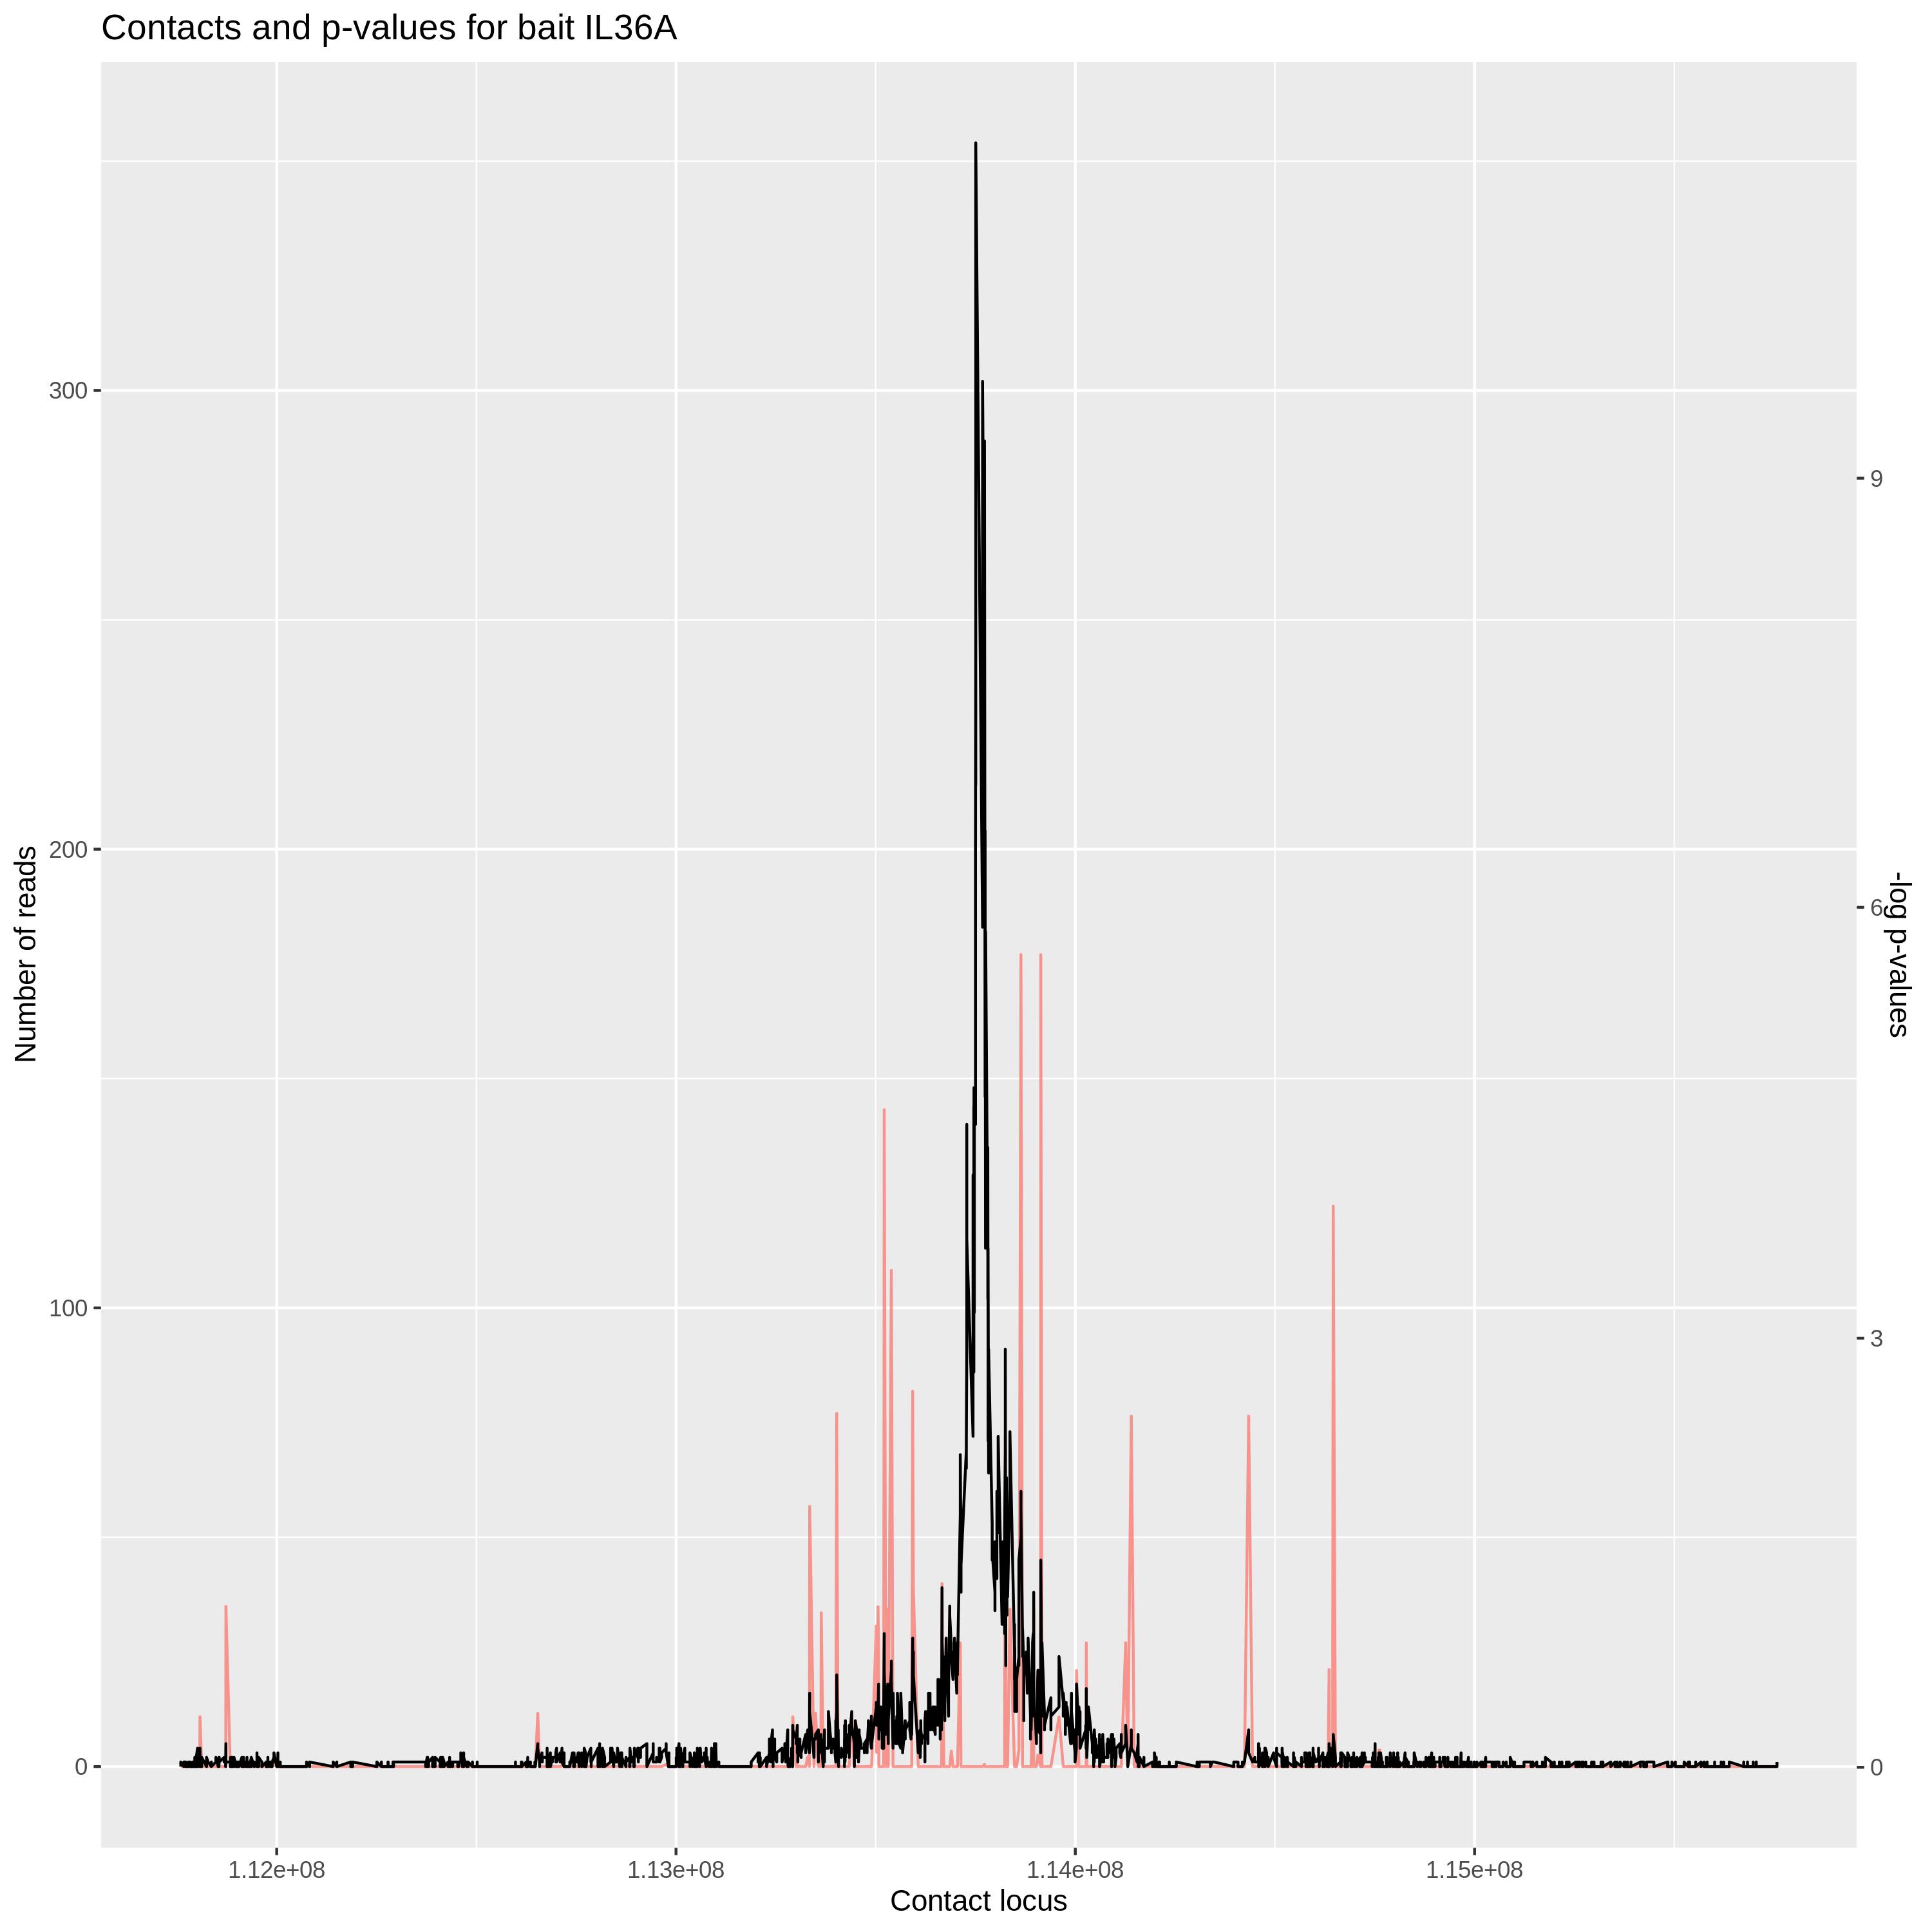 Contacts and p-values for bait IL36A
300
200
100
0
Number of reads
9
6
3
0
-log p-values
1.12e+08
1.13e+08
1.14e+08
1.15e+08
Contact locus